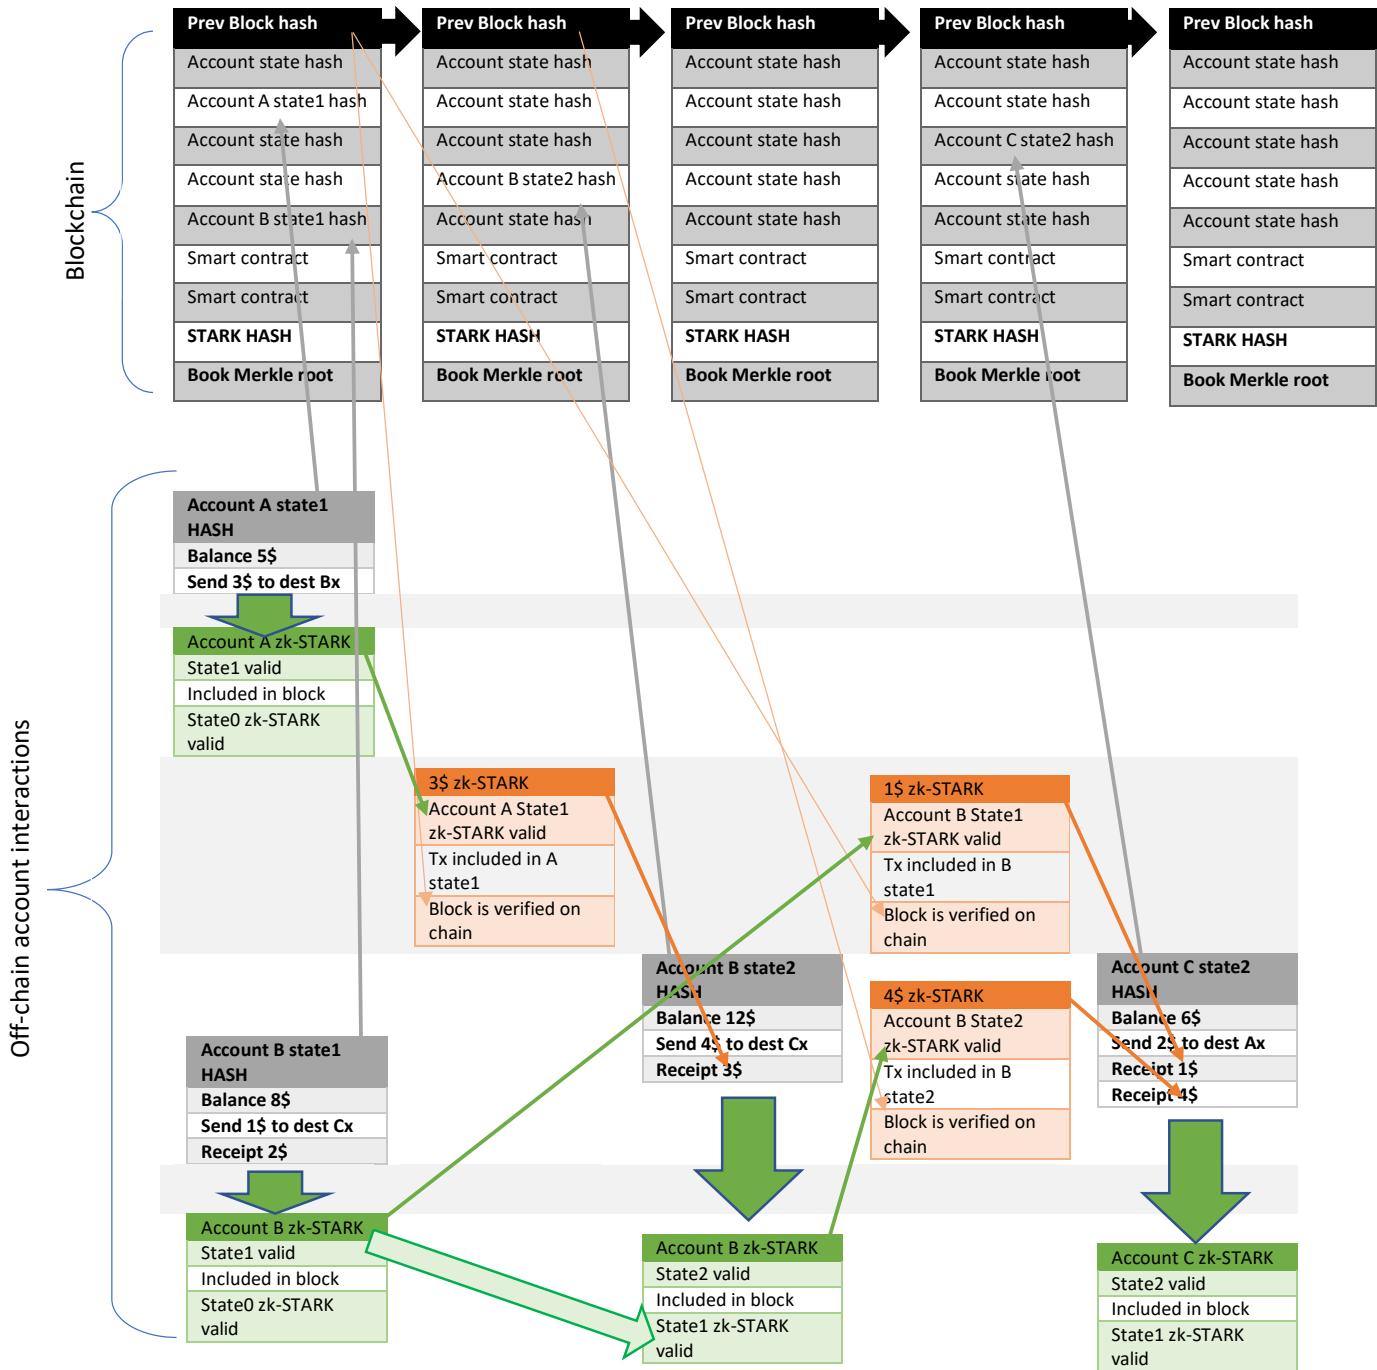 Blockchain
Prev Block hash
Account state hash
Account A state1 hash
Account state hash
Account state hash
Account B state1 hash
Smart contract
Smart contract
STARK HASH
Book Merkle root
Prev Block hash
Account state hash
Account state hash
Account state hash
Account B state2 hash
Account state hash
Smart contract
Smart contract
STARK HASH
Book Merkle root
Prev Block hash
Account state hash
Account state hash
Account state hash
Account state hash
Account state hash
Smart contract
Smart contract
STARK HASH
Book Merkle root
Prev Block hash
Account state hash
Account state hash
Account C state2 hash
Account state hash
Account state hash
Smart contract
Smart contract
STARK HASH
Book Merkle root
Prev Block hash
Account state hash
Account state hash
Account state hash
Account state hash
Account state hash
Smart contract
Smart contract
STARK HASH
Book Merkle root
Off-chain account interactions
Account A state1
HASH
Balance 5$
Send 3$ to dest Bx
Account A zk-STARK
State1 valid
Included in block
State0 zk-STARK
valid
3$ zk-STARK
Account A State1
zk-STARK valid
Tx included in A
state1
Block is verified on
chain
1$ zk-STARK
Account B State1
zk-STARK valid
Tx included in B
state1
Block is verified on
chain
Account B state2
HASH
Balance 12$
Send 4$ to dest Cx
Receipt 3$
4$ zk-STARK
Account B State2
zk-STARK valid
Tx included in B
state2
Block is verified on
chain
Account C state2
HASH
Balance 6$
Send 2$ to dest Ax
Receipt 1$
Receipt 4$
Account B state1
HASH
Balance 8$
Send 1$ to dest Cx
Receipt 2$
Account B zk-STARK
State1 valid
Included in block
State0 zk-STARK
valid
Account B zk-STARK
State2 valid
Included in block
State1 zk-STARK
valid
Account C zk-STARK
State2 valid
Included in block
State1 zk-STARK
valid